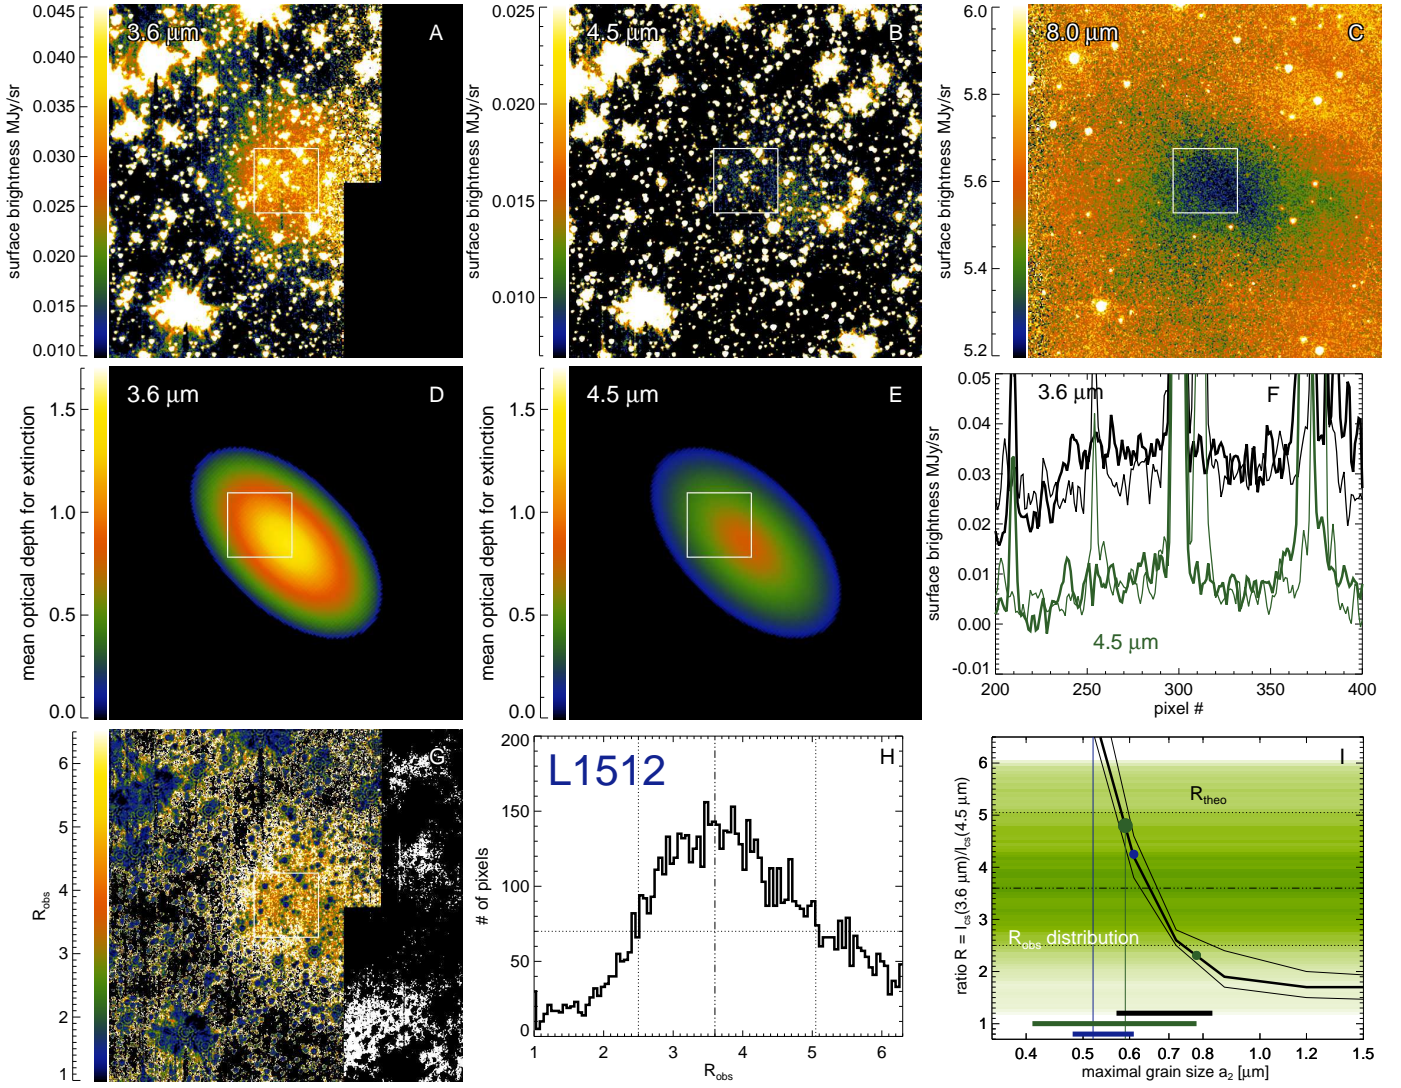 surface brightness MJy/sr
0.045
0.040
0.035
0.030
0.025
0.020
0.015
0.010
3.6 μm
A
surface brightness MJy/sr
0.025
0.020
0.015
0.010
4.5 μm
B
surface brightness MJy/sr
6.0
5.8
5.6
5.4
5.2
8.0 μm
C
mean optical depth for extinction
1.5
1.0
0.5
0.0
3.6 μm
D
mean optical depth for extinction
1.5
1.0
0.5
0.0
4.5 μm
E
surface brightness MJy/sr
0.05
0.04
0.03
0.02
0.01
0.00
-0.01
3.6 μm
F
4.5 μm
200 250 300 350 400
pixel #
R_obs
6
5
4
3
2
1
G
# of pixels
200
150
100
50
0
L1512
H
1 2 3 4 5 6
R_obs
ratio R = I_cs(3.6 μm)/I_cs(4.5 μm)
6
5
4
3
2
1
I
R_theo
R_obs distribution
0.4 0.5 0.6 0.7 0.8 1.0 1.2 1.5
maximal grain size a_2 [μm]